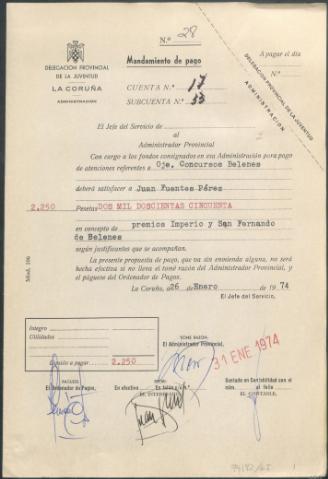 N.º 28
DELEGACION PROVINCIAL
DE LA JUVENTUD
LA CORUÑA
ADMINISTRACION
Mandamiento de pago
CUENTA N.º 17
SUBCUENTA N.º 33
A pagar el día
N.º
DELEGACION PROVINCIAL DE LA JUVENTUD
ADMINISTRACION
El Jefe del Servicio de
al
Administrador Provincial
Con cargo a los fondos consignados en esa Administración para pago
de atenciones referentes a Oje. Concursos Belenes
deberá satisfacer a Juan Fuentes Pérez
2.250 Pesetas DOS MIL DOSCIENTAS CINCUENTA
en concepto de premios Imperio y San Fernando
de Belenes
según justificantes que se acompañan.
La presente propuesta de pago, que va sin enmienda alguna, no será
hecha efectiva si no lleva el tomé razón del Administrador Provincial, y
el páguese del Ordenador de Pagos.
La Coruña, 26 de Enero de 1974
El Jefe del Servicio,
Mod. 106
Integro
Utilidades
Líquido a pagar 2.250
TOMÉ RAZON:
El Administrador Provincial,
31 ENE 1974
PAGUESE:
El Ordenador de Pagos,
En efectivo
EL INTERESADO
Sentado en Contabilidad con el
núm. al folio
EL CONTABLE,